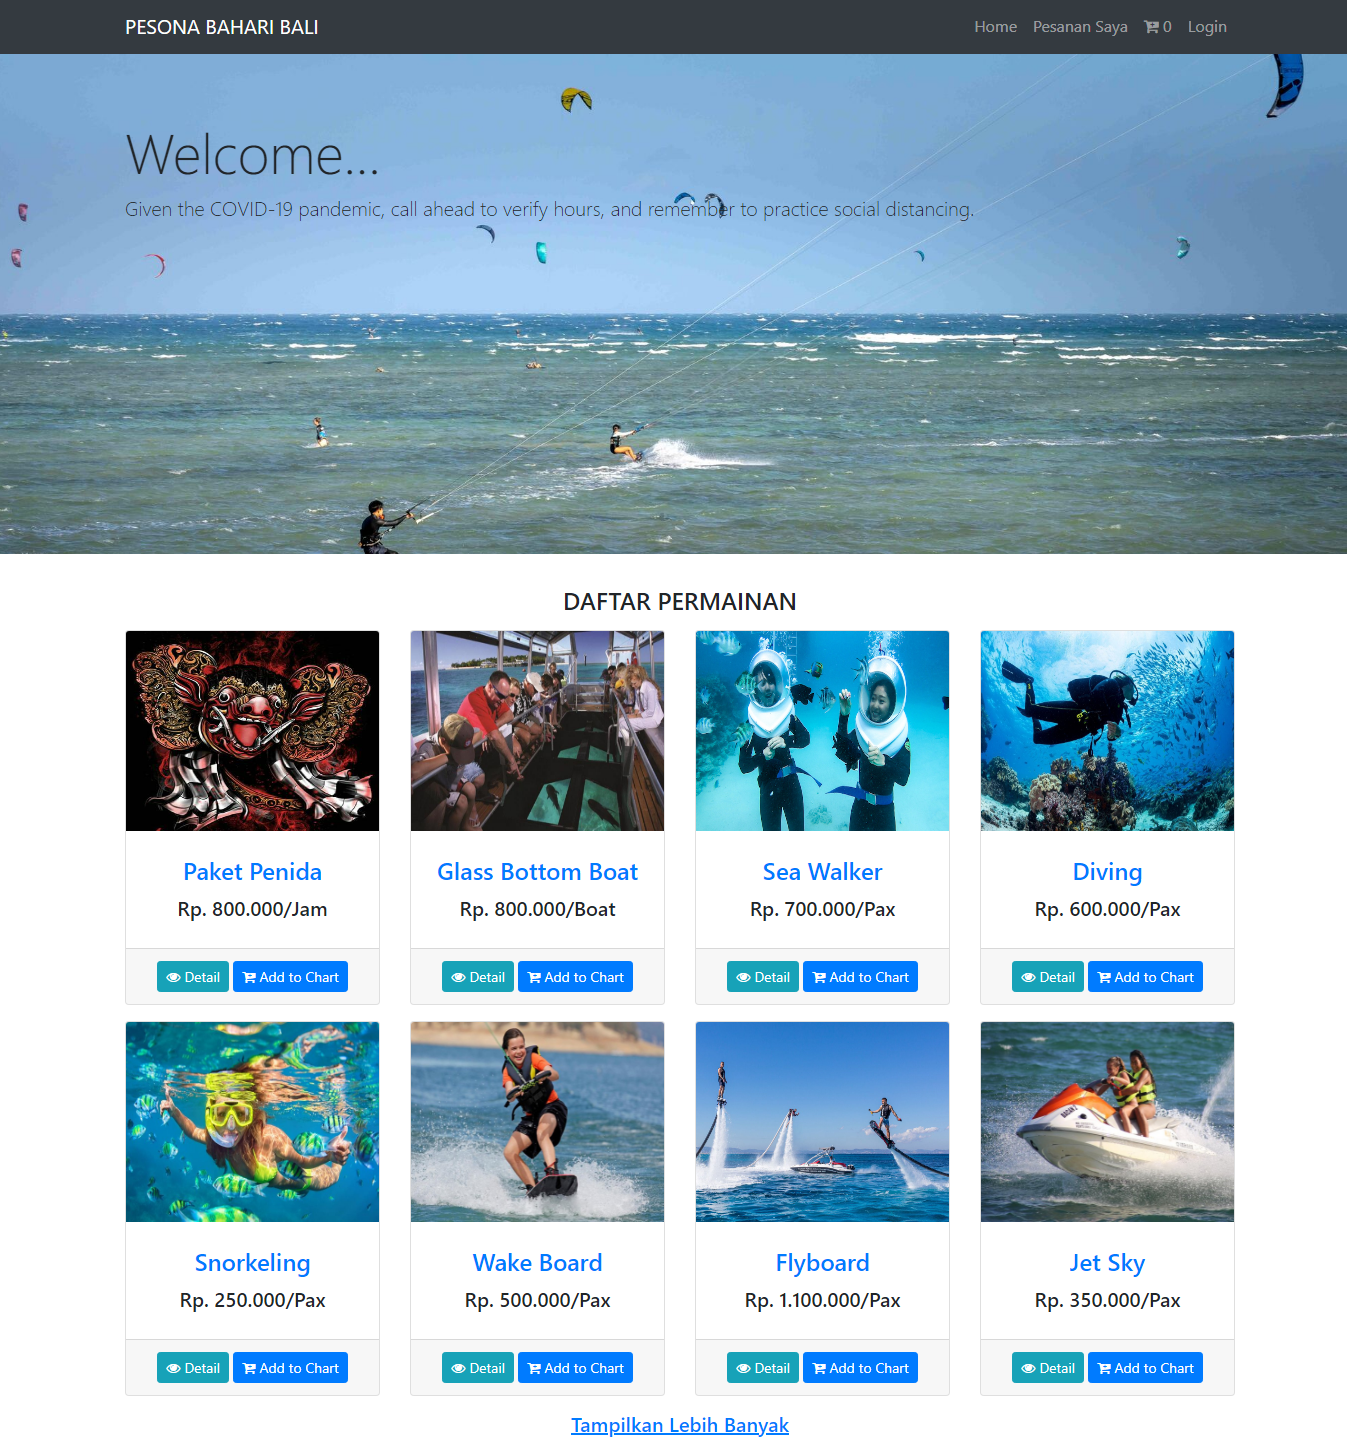 PESONA BAHARI BALI
Home Pesanan Saya 0 Login
Welcome...
Given the COVID-19 pandemic, call ahead to verify hours, and remember to practice social distancing.
DAFTAR PERMAINAN
Paket Penida
Rp. 800.000/Jam
Detail Add to Chart
Glass Bottom Boat
Rp. 800.000/Boat
Detail Add to Chart
Sea Walker
Rp. 700.000/Pax
Detail Add to Chart
Diving
Rp. 600.000/Pax
Detail Add to Chart
Snorkeling
Rp. 250.000/Pax
Detail Add to Chart
Wake Board
Rp. 500.000/Pax
Detail Add to Chart
Flyboard
Rp. 1.100.000/Pax
Detail Add to Chart
Jet Sky
Rp. 350.000/Pax
Detail Add to Chart
Tampilkan Lebih Banyak